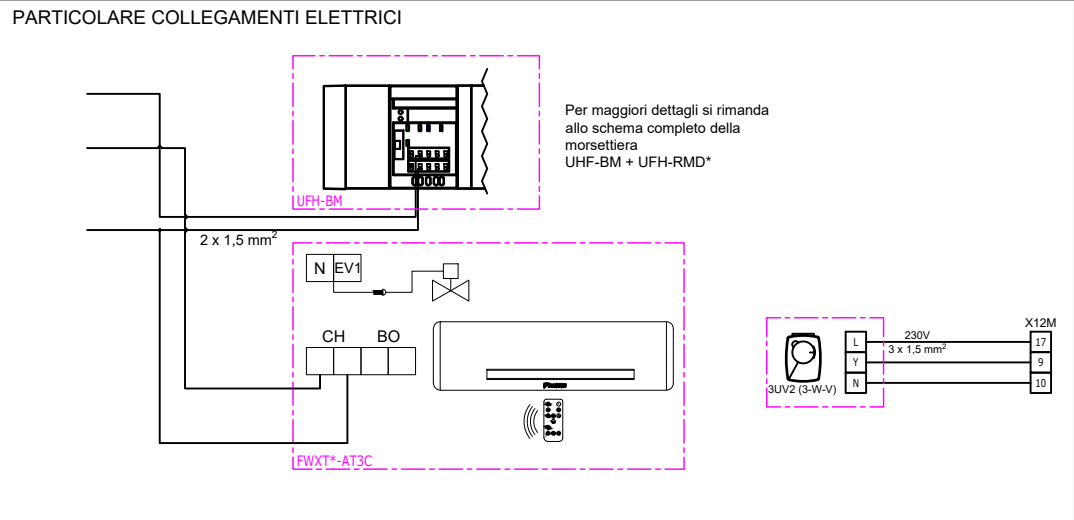 PARTICOLARE COLLEGAMENTI ELETTRICI
Per maggiori dettagli si rimanda
allo schema completo della
morsettiera
UHF-BM + UFH-RMD*
UFH-BM
2 x 1,5 mm²
N EV1
CH BO
FWXT*-AT3C
3UV2 (3-W-V)
L
Y
N
230V
3 x 1,5 mm²
X12M
17
9
10